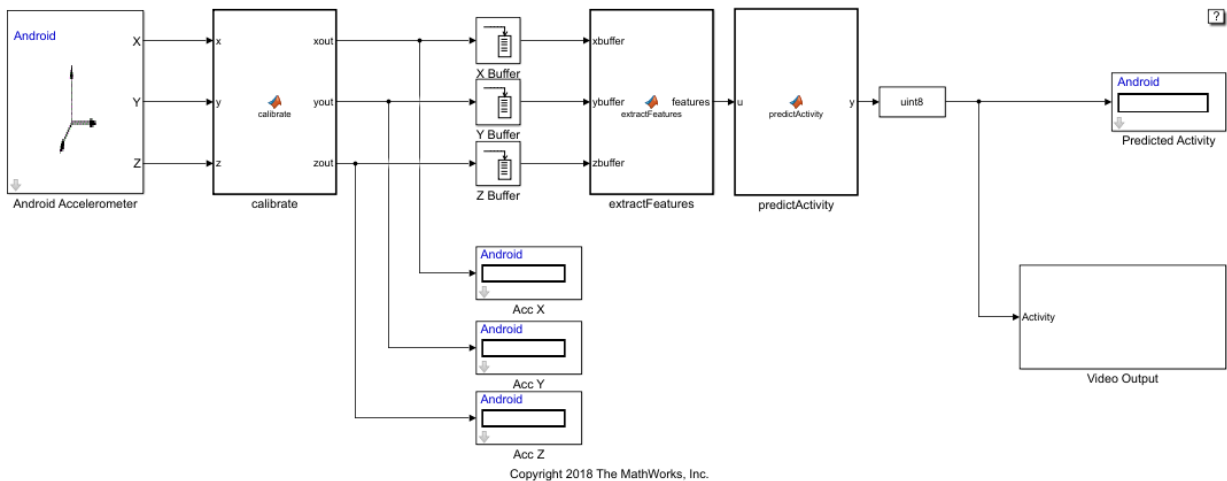 ?
Android
X
Y
Z
Android Accelerometer
x
y
z
calibrate
xout
yout
zout
calibrate
X Buffer
Y Buffer
Z Buffer
xbuffer
ybuffer
zbuffer
extractFeatures
features
extractFeatures
u
predictActivity
y
predictActivity
uint8
Android
Predicted Activity
Activity
Video Output
Android
Acc X
Android
Acc Y
Android
Acc Z
Copyright 2018 The MathWorks, Inc.